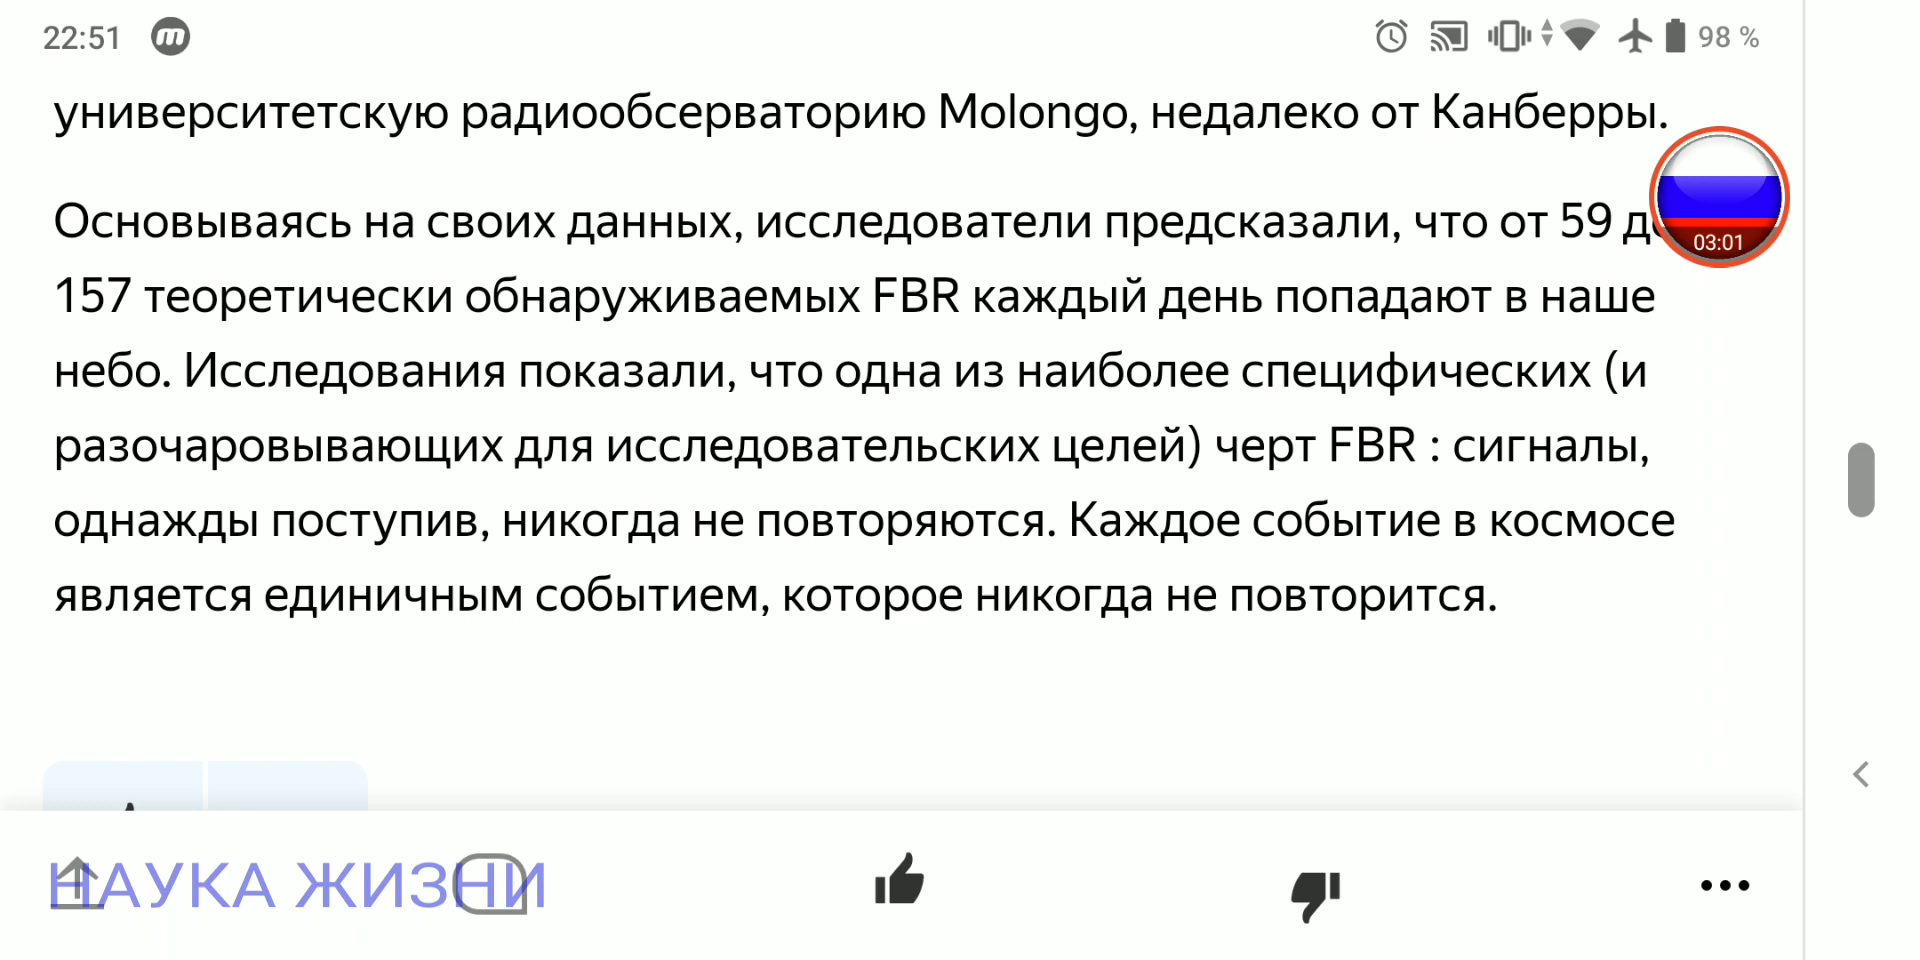 22:51
98 %
университетскую радиообсерваторию Molongo, недалеко от Канберры.
Основываясь на своих данных, исследователи предсказали, что от 59 до
03:01
157 теоретически обнаруживаемых FBR каждый день попадают в наше
небо. Исследования показали, что одна из наиболее специфических (и
разочаровывающих для исследовательских целей) черт FBR : сигналы,
однажды поступив, никогда не повторяются. Каждое событие в космосе
является единичным событием, которое никогда не повторится.
НАУКА ЖИЗНИ